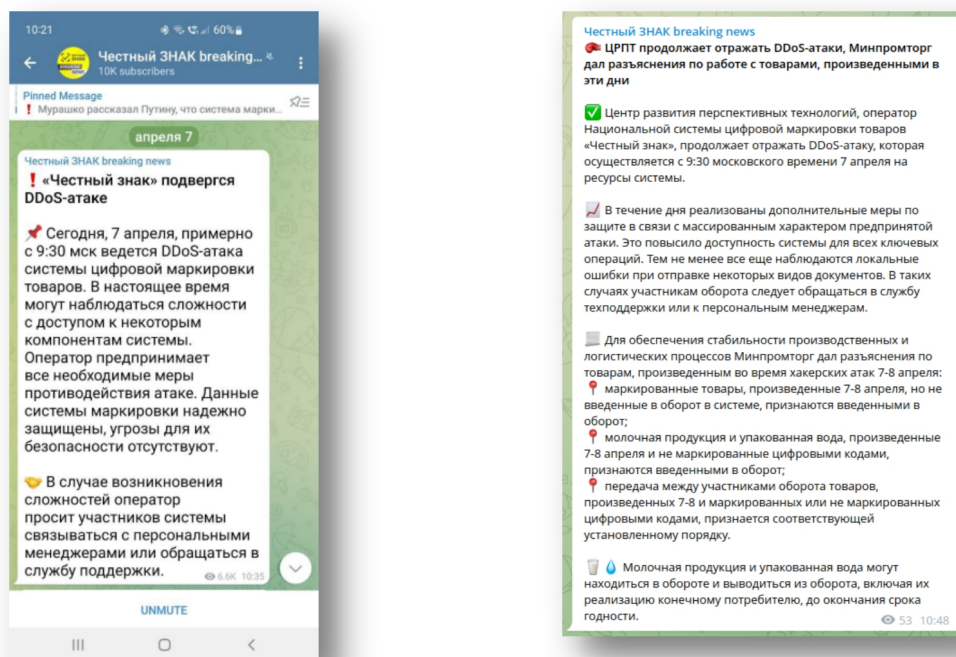 10:21
60%
Честный ЗНАК breaking...
10K subscribers
Pinned Message
❗ Мурашко рассказал Путину, что система марки...
апреля 7
Честный ЗНАК breaking news
❗ «Честный знак» подвергся
DDoS-атаке
📌 Сегодня, 7 апреля, примерно
с 9:30 мск ведется DDoS-атака
системы цифровой маркировки
товаров. В настоящее время
могут наблюдаться сложности
с доступом к некоторым
компонентам системы.
Оператор предпринимает
все необходимые меры
противодействия атаке. Данные
системы маркировки надежно
защищены, угрозы для их
безопасности отсутствуют.
🤝 В случае возникновения
сложностей оператор
просит участников системы
связываться с персональными
менеджерами или обращаться в
службу поддержки.
6.6K 10:35
UNMUTE
Честный ЗНАК breaking news
🥊 ЦРПТ продолжает отражать DDoS-атаки, Минпромторг
дал разъяснения по работе с товарами, произведенными в
эти дни
✅ Центр развития перспективных технологий, оператор
Национальной системы цифровой маркировки товаров
«Честный знак», продолжает отражать DDoS-атаку, которая
осуществляется с 9:30 московского времени 7 апреля на
ресурсы системы.
📈 В течение дня реализованы дополнительные меры по
защите в связи с массированным характером предпринятой
атаки. Это повысило доступность системы для всех ключевых
операций. Тем не менее все еще наблюдаются локальные
ошибки при отправке некоторых видов документов. В таких
случаях участникам оборота следует обращаться в службу
техподдержки или к персональным менеджерам.
📃 Для обеспечения стабильности производственных и
логистических процессов Минпромторг дал разъяснения по
товарам, произведенным во время хакерских атак 7-8 апреля:
📍 маркированные товары, произведенные 7-8 апреля, но не
введенные в оборот в системе, признаются введенными в
оборот;
📍 молочная продукция и упакованная вода, произведенные
7-8 апреля и не маркированные цифровыми кодами,
признаются введенными в оборот;
📍 передача между участниками оборота товаров,
произведенных 7-8 и маркированных или не маркированных
цифровыми кодами, признается соответствующей
установленному порядку.
🥛 💧 Молочная продукция и упакованная вода могут
находиться в обороте и выводиться из оборота, включая их
реализацию конечному потребителю, до окончания срока
годности.
53 10:48